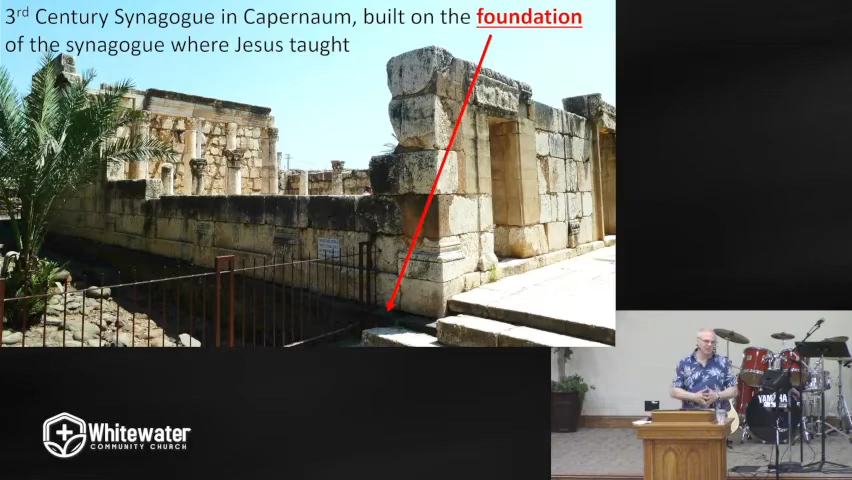 3rd Century Synagogue in Capernaum, built on the foundation
of the synagogue where Jesus taught
Whitewater
COMMUNITY CHURCH
YAMAHA